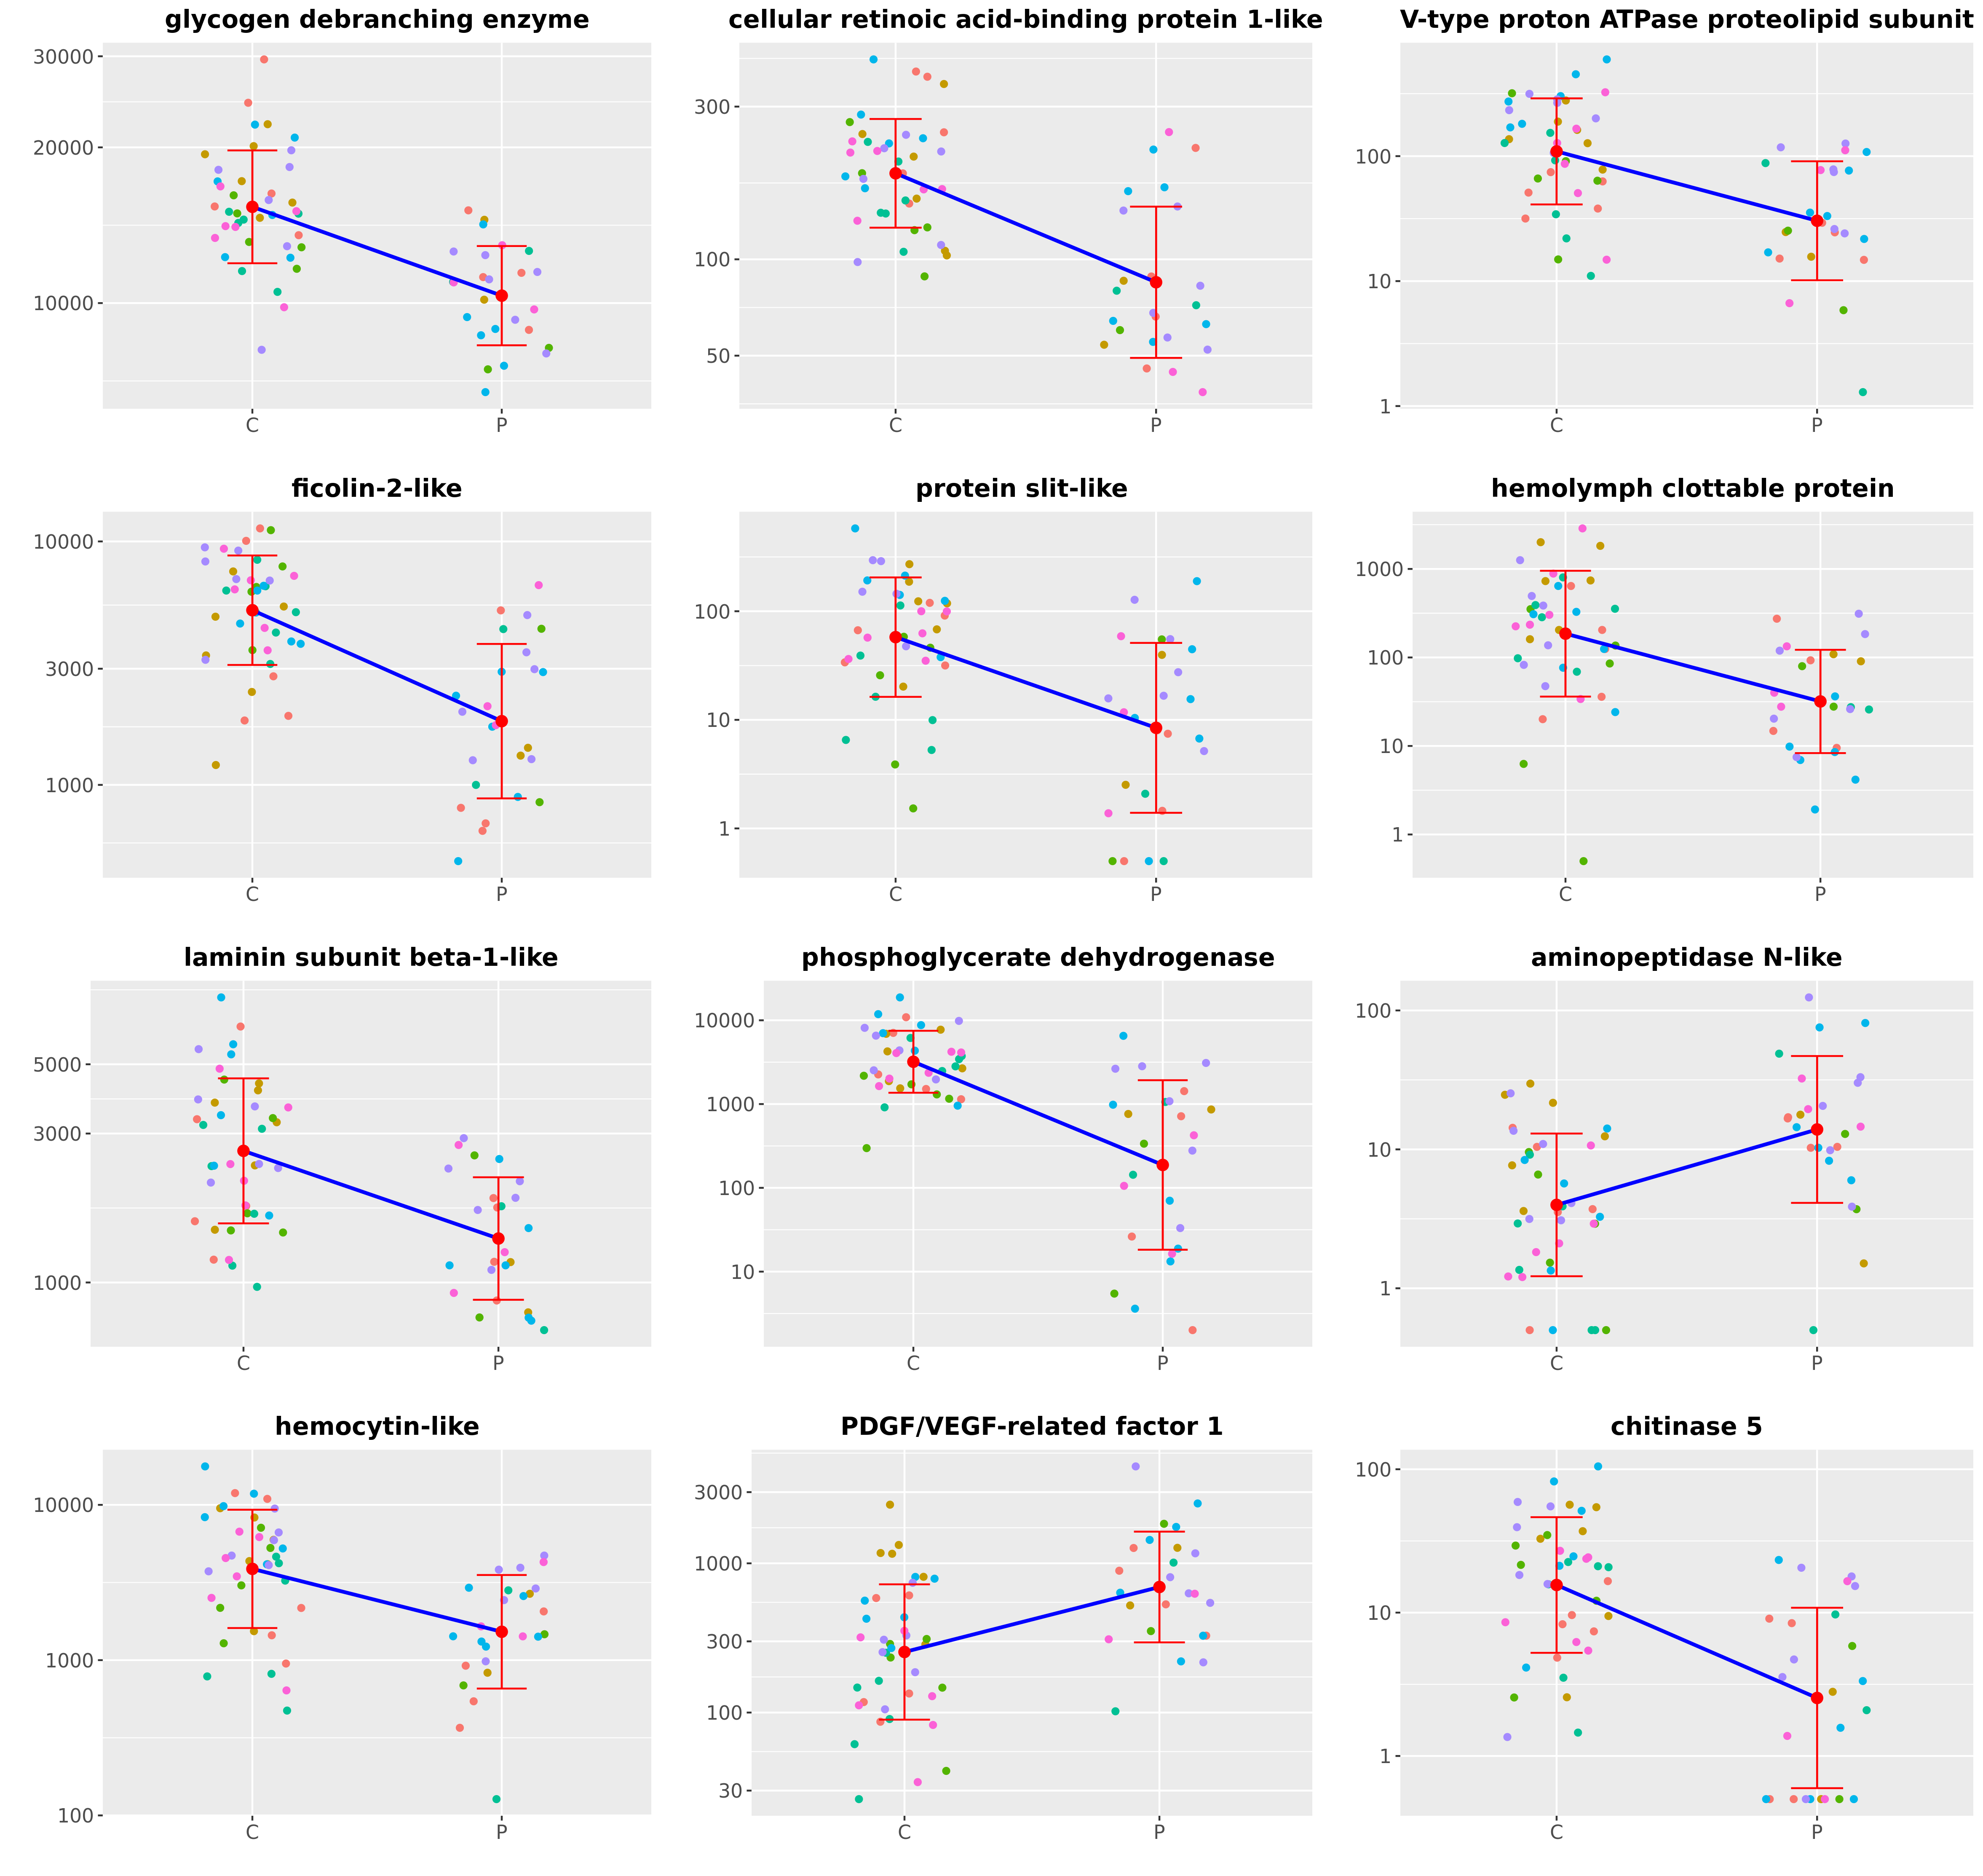 glycogen debranching enzyme
30000
20000
10000
C P
cellular retinoic acid-binding protein 1-like
300
100
50
C P
V-type proton ATPase proteolipid subunit
100
10
1
C P
ficolin-2-like
10000
3000
1000
C P
protein slit-like
100
10
1
C P
hemolymph clottable protein
1000
100
10
1
C P
laminin subunit beta-1-like
5000
3000
1000
C P
phosphoglycerate dehydrogenase
10000
1000
100
10
C P
aminopeptidase N-like
100
10
1
C P
hemocytin-like
10000
1000
100
C P
PDGF/VEGF-related factor 1
3000
1000
300
100
30
C P
chitinase 5
100
10
1
C P